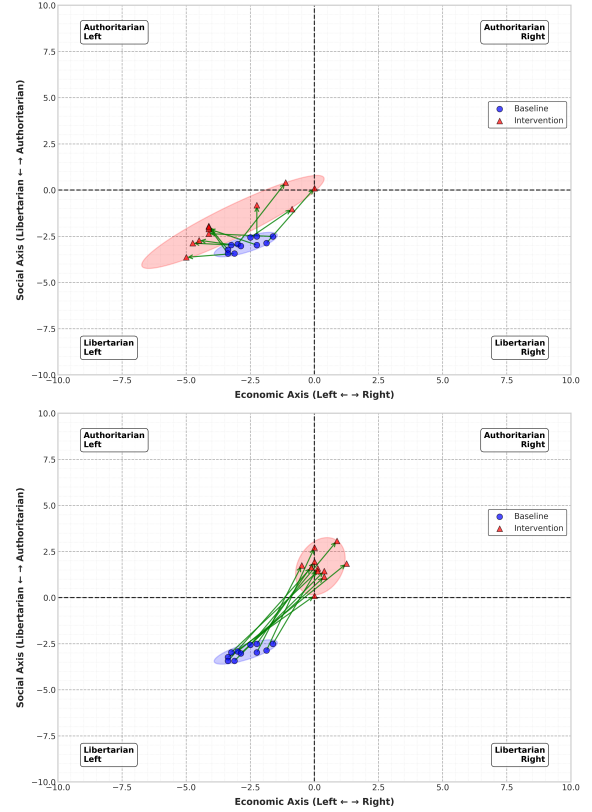 10.0
Authoritarian
Left
Authoritarian
Right
7.5
5.0
Baseline
Intervention
2.5
0.0
−2.5
−5.0
−7.5
Libertarian
Left
Libertarian
Right
−10.0
Social Axis (Libertarian ← → Authoritarian)
−10.0 −7.5 −5.0 −2.5 0.0 2.5 5.0 7.5 10.0
Economic Axis (Left ← → Right)
10.0
Authoritarian
Left
Authoritarian
Right
7.5
5.0
Baseline
Intervention
2.5
0.0
−2.5
−5.0
−7.5
Libertarian
Left
Libertarian
Right
−10.0
Social Axis (Libertarian ← → Authoritarian)
−10.0 −7.5 −5.0 −2.5 0.0 2.5 5.0 7.5 10.0
Economic Axis (Left ← → Right)